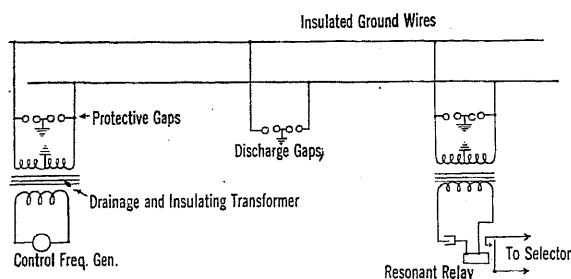 Insulated Ground Wires
Protective Gaps
Discharge Gaps
Drainage and Insulating Transformer
Control Freq. Gen.
To Selector
Resonant Relay